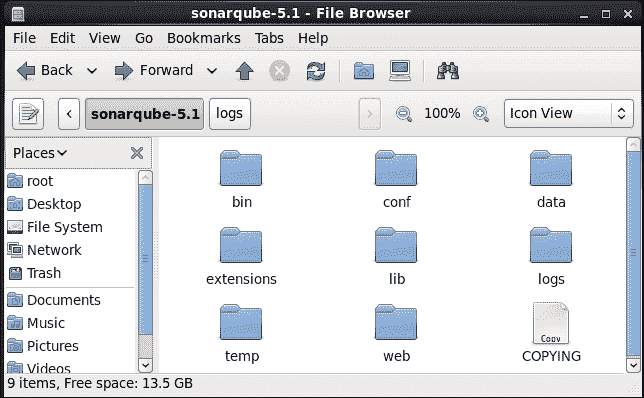 sonarqube-5.1 - File Browser
File Edit View Go Bookmarks Tabs Help
Back Forward
sonarqube-5.1 logs 100% Icon View
Places
root
Desktop
File System
Network
Trash
Documents
Music
Pictures
Videos
bin conf data
extensions lib logs
temp web COPYING
Copy
9 items, Free space: 13.5 GB